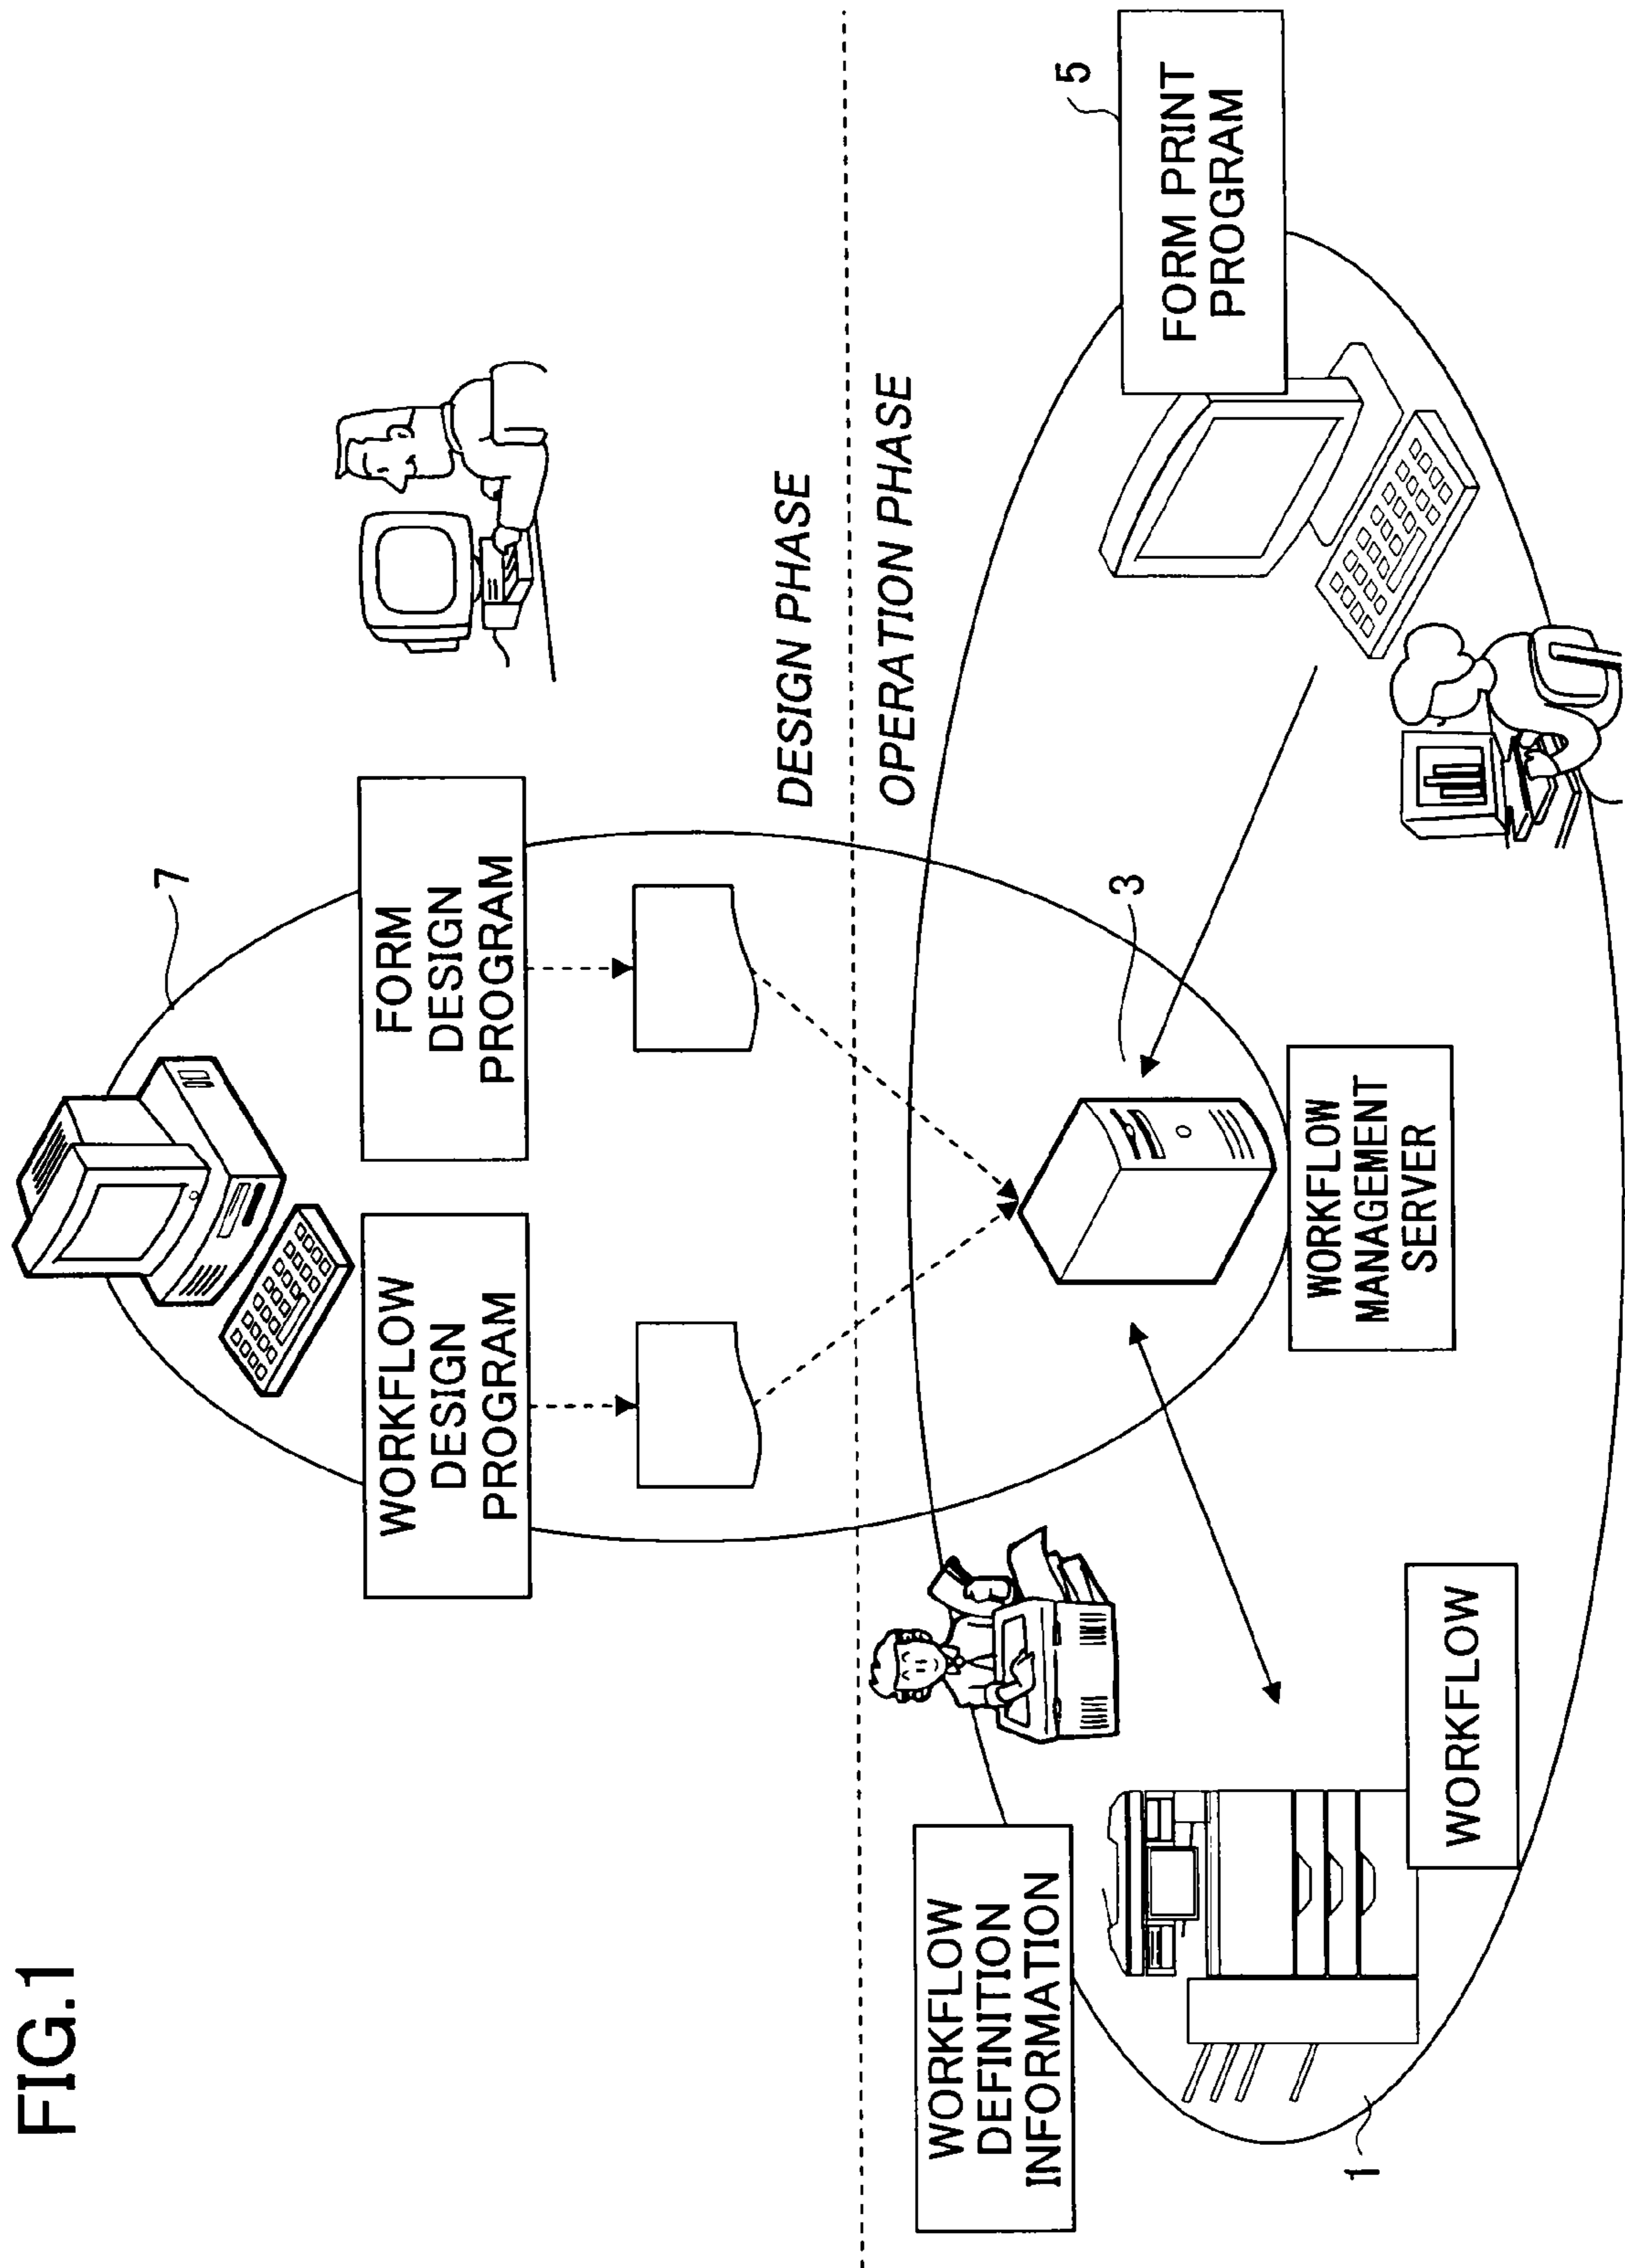 FIG.1
7
WORKFLOW
DESIGN
PROGRAM
FORM
DESIGN
PROGRAM
DESIGN PHASE
OPERATION PHASE
WORKFLOW
DEFINITION
INFORMATION
3
5
FORM PRINT
PROGRAM
1
WORKFLOW
WORKFLOW
MANAGEMENT
SERVER